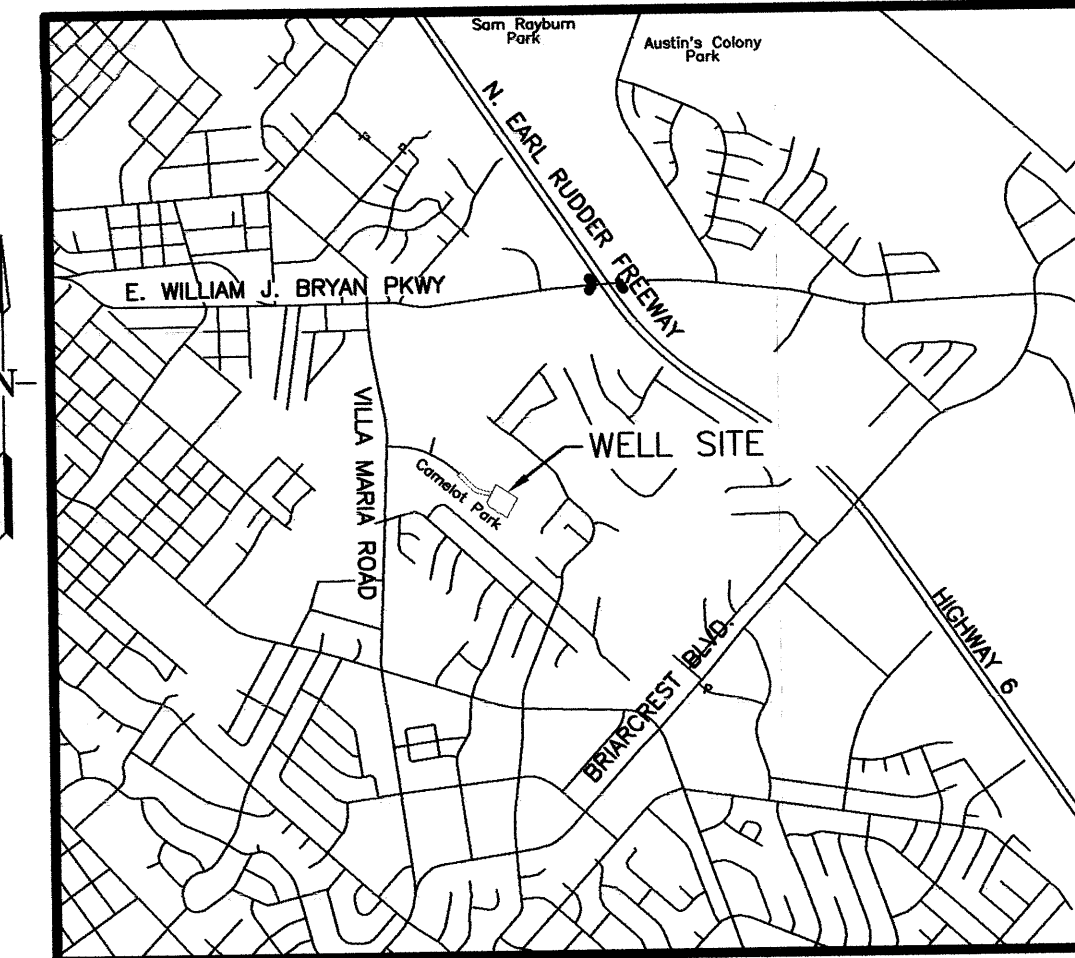 Sam Rayburn
Park
Austin's Colony
Park
N. EARL RUDDER FREEWAY
E. WILLIAM J. BRYAN PKWY
N
VILLA MARIA ROAD
WELL SITE
Camelot Park
HIGHWAY 6
BRIARCREST BLVD.